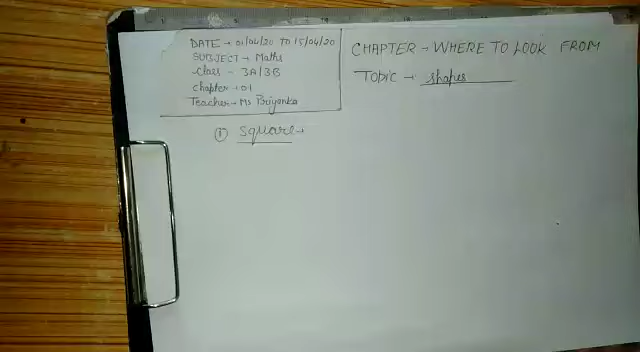 DATE → 01/04/20 TO 15/04/20
SUBJECT → Maths
Class - 3A/3B
Chapter → 01
Teacher → Ms Priyanka
CHAPTER → WHERE TO LOOK FROM
TOPIC → shapes
① Square →